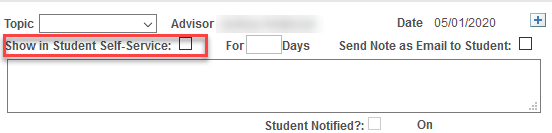 Topic Advisor Date 05/01/2020
Show in Student Self-Service: For Days Send Note as Email to Student:
Student Notified?: On